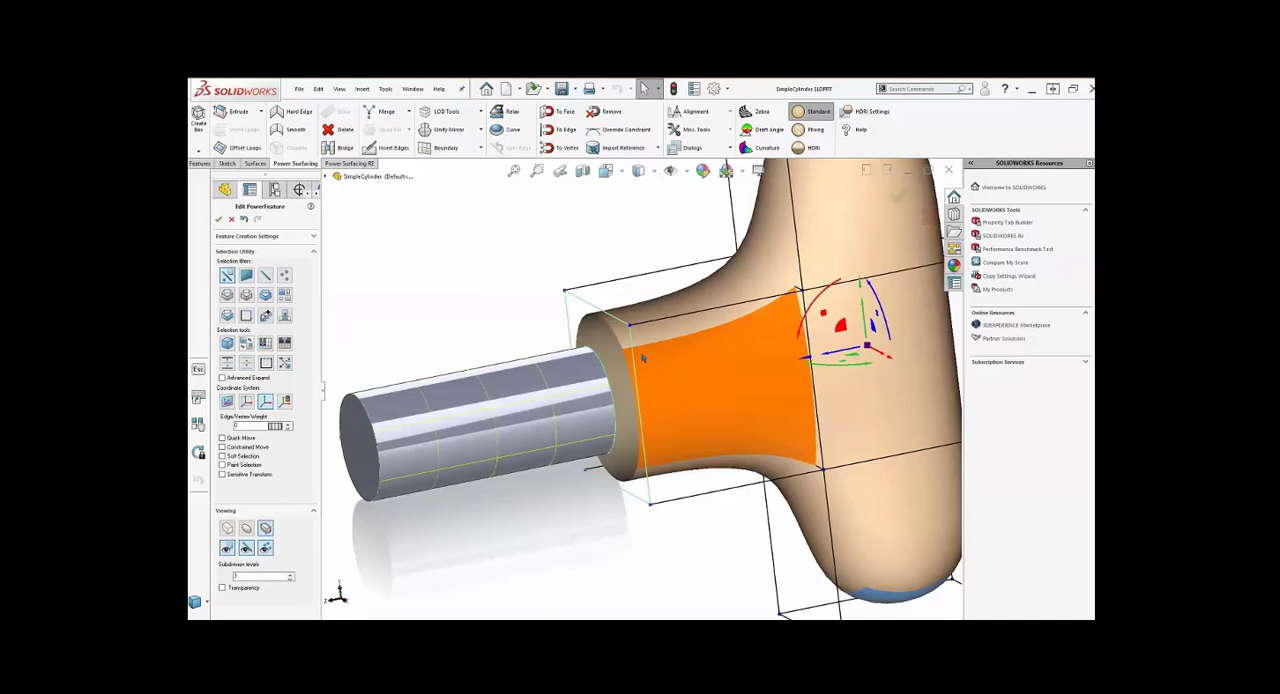 SOLIDWORKS File Edit View Insert Tools Window Help SimpleCylinder.SLDPRT Search Commands ?
Create Box Extrude Hard Edge Merge LOD Tools Relax To Face Remove Alignment Zebra Standard HDRI Settings
Smooth Delete Unify Mirror Curve To Edge Override Constraint Misc. Tools Draft Angle Phong Help
Offset Loops Bridge Insert Edges Boundary To Vertex Import Reference Dialogs Curvature HDRI
Features Sketch Surfaces Power Surfacing Power Surfacing RE
SimpleCylinder (Default<...
Edit PowerFeature
Feature Creation Settings
Selection Utility
Selection filters:
Selection tools
Advanced Expand
Coordinate System:
Edge/Vertex Weight
0
Quick Move
Constrained Move
Soft Selection
Paint Selection
Sensitive Transform
Viewing
Subdivision levels
3
Transparency
Esc
SOLIDWORKS Resources
Welcome to SOLIDWORKS
SOLIDWORKS Tools
Property Tab Builder
SOLIDWORKS Rx
Performance Benchmark Test
Compare My Score
Copy Settings Wizard
My Products
Online Resources
3DEXPERIENCE Marketplace
Partner Solutions
Subscription Services